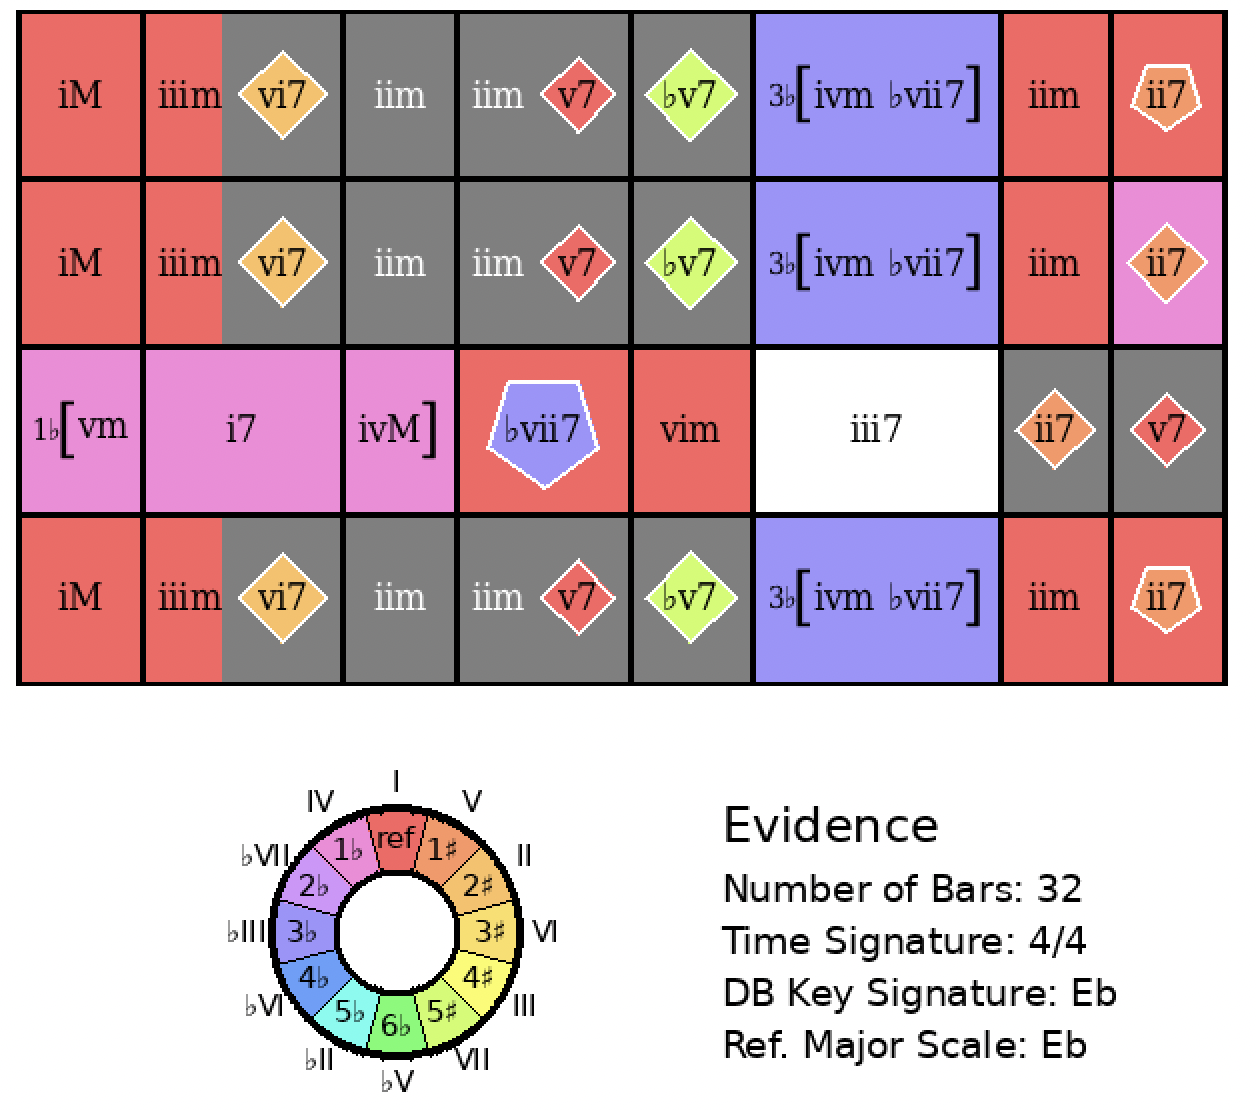 iM iiim vi7 iim iim v7 ♭v7 3♭[ivm ♭vii7] iim ii7
iM iiim vi7 iim iim v7 ♭v7 3♭[ivm ♭vii7] iim ii7
1♭[vm i7 ivM] ♭vii7 vim iii7 ii7 v7
iM iiim vi7 iim iim v7 ♭v7 3♭[ivm ♭vii7] iim ii7
I
IV V
1♭ ref 1♯
♭VII II
2♭ 2♯
♭III 3♭ 3♯ VI
4♭ 4♯
♭VI III
5♭ 6♭ 5♯
♭II VII
♭V
Evidence
Number of Bars: 32
Time Signature: 4/4
DB Key Signature: Eb
Ref. Major Scale: Eb